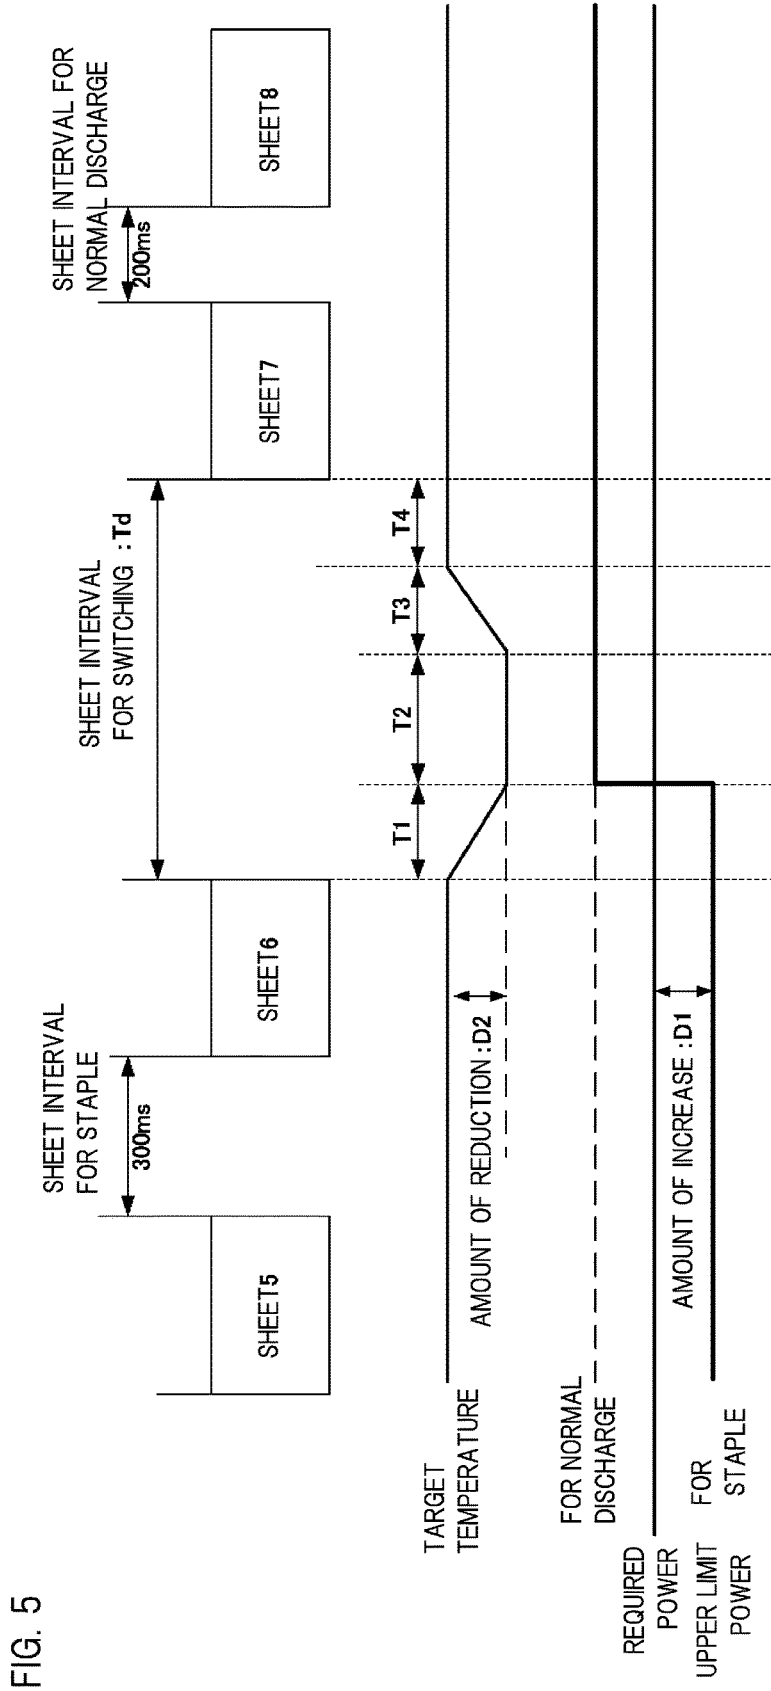 FIG. 5
SHEET INTERVAL
FOR STAPLE
300ms
SHEET INTERVAL
FOR SWITCHING : Td
SHEET INTERVAL FOR
NORMAL DISCHARGE
200ms
SHEET5
SHEET6
SHEET7
SHEET8
TARGET
TEMPERATURE
T1
T2
T3
T4
AMOUNT OF REDUCTION : D2
FOR NORMAL
DISCHARGE
REQUIRED
POWER
AMOUNT OF INCREASE : D1
UPPER LIMIT
POWER
FOR
STAPLE